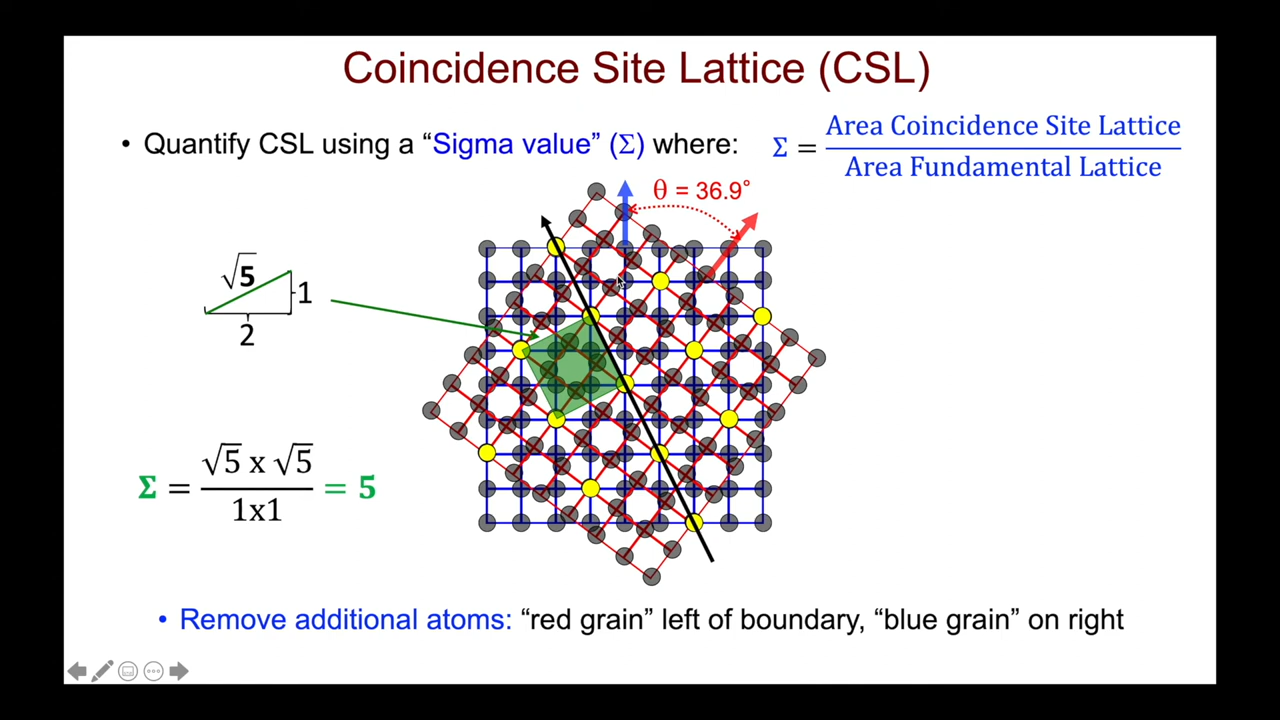 Coincidence Site Lattice (CSL)
• Quantify CSL using a “Sigma value” (Σ) where:
Σ = Area Coincidence Site Lattice / Area Fundamental Lattice
θ = 36.9°
√5
1
2
Σ = √5 x √5 / 1x1 = 5
• Remove additional atoms: “red grain” left of boundary, “blue grain” on right